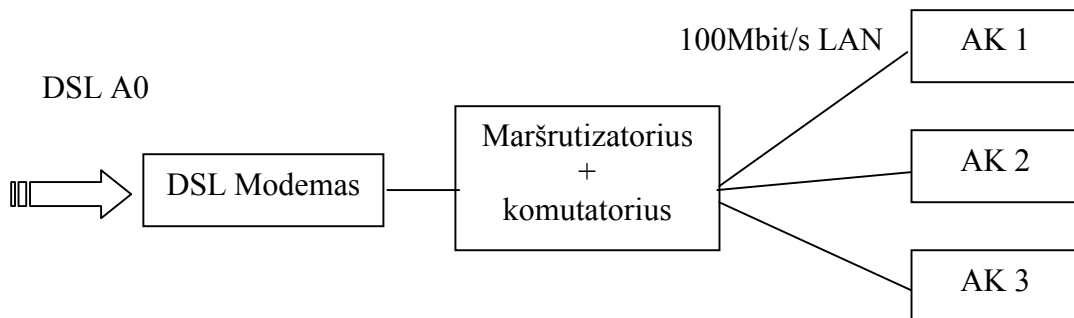 100Mbit/s LAN
AK 1
DSL A0
Maršrutizatorius
+
komutatorius
DSL Modemas
AK 2
AK 3